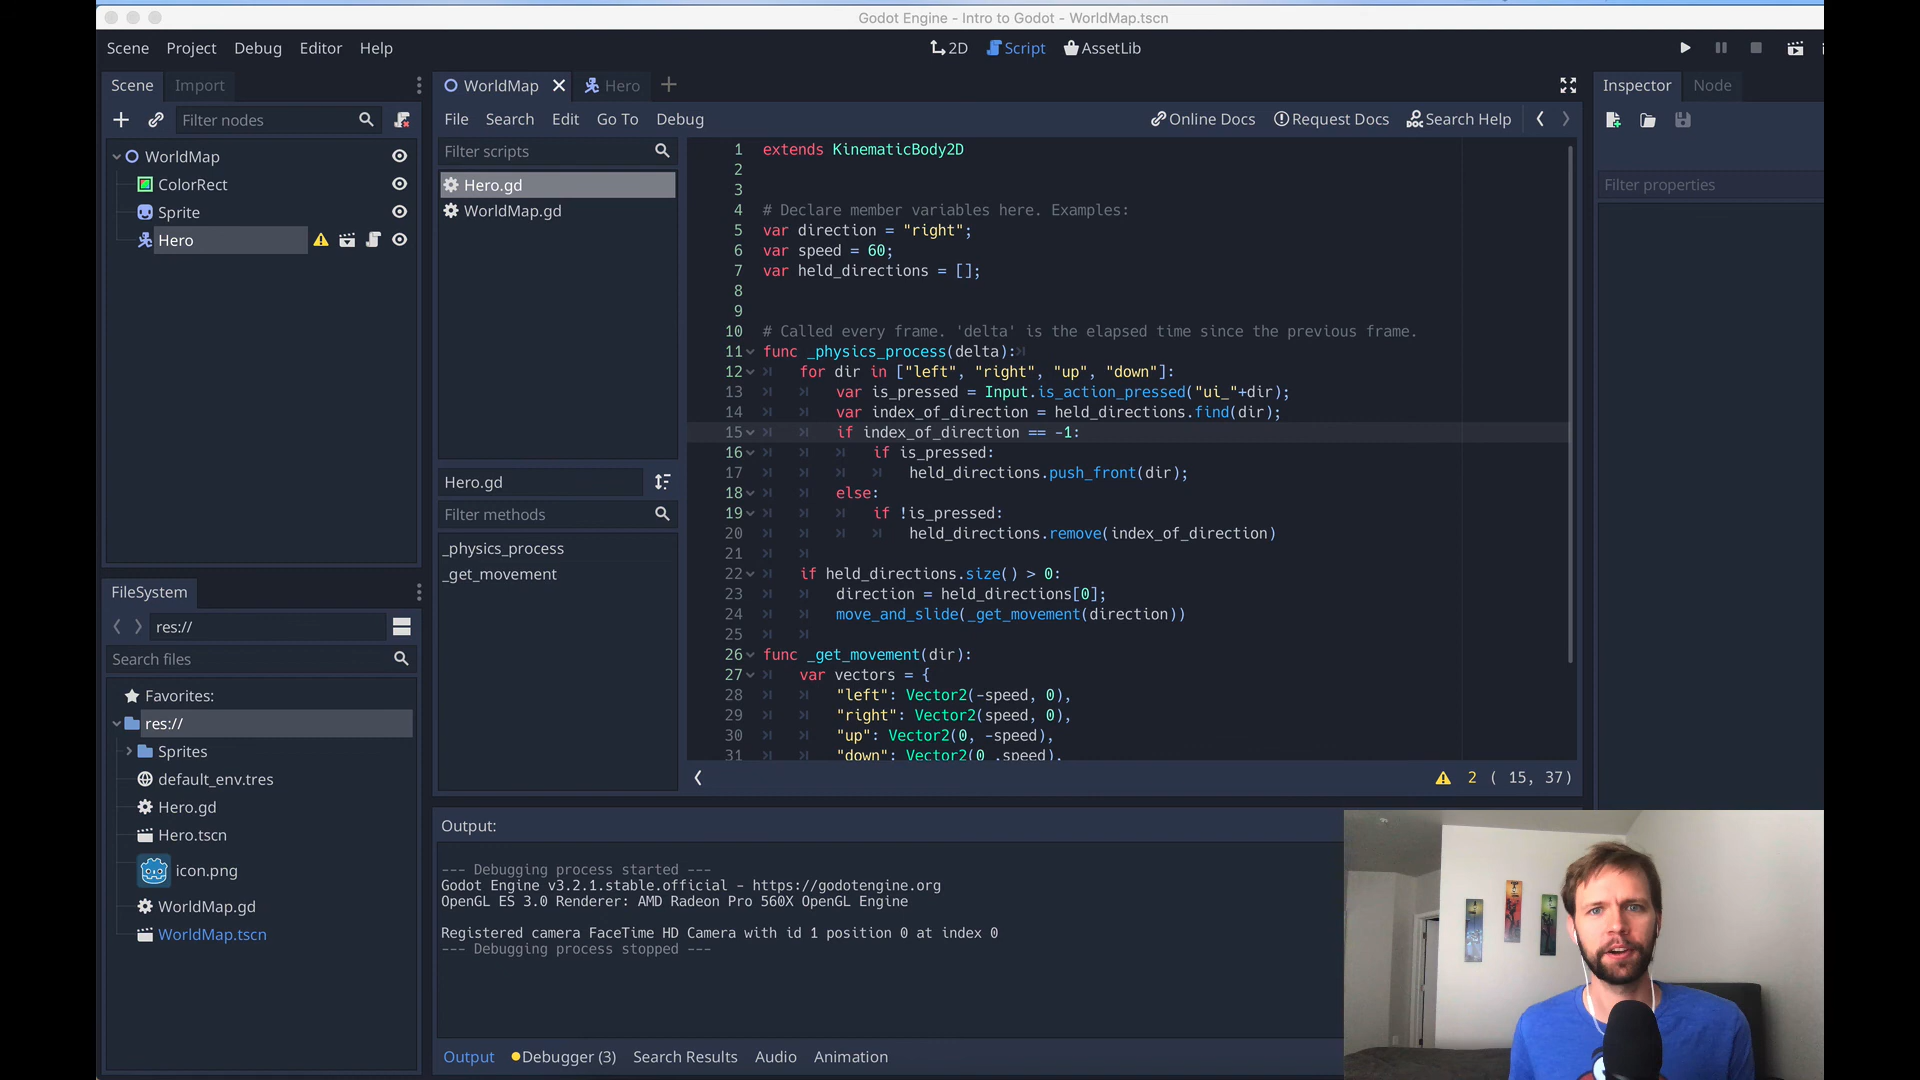 Godot Engine - Intro to Godot - WorldMap.tscn
Scene Project Debug Editor Help
2D Script AssetLib
Scene Import
WorldMap Hero
Inspector Node
Filter nodes
File Search Edit Go To Debug
Online Docs Request Docs Search Help
WorldMap
ColorRect
Sprite
Hero
Filter scripts
Hero.gd
WorldMap.gd
Hero.gd
Filter methods
_physics_process
_get_movement
1 extends KinematicBody2D
2
3
4 # Declare member variables here. Examples:
5 var direction = "right";
6 var speed = 60;
7 var held_directions = [];
8
9
10 # Called every frame. 'delta' is the elapsed time since the previous frame.
11 func _physics_process(delta):
12 for dir in ["left", "right", "up", "down"]:
13 var is_pressed = Input.is_action_pressed("ui_"+dir);
14 var index_of_direction = held_directions.find(dir);
15 if index_of_direction == -1:
16 if is_pressed:
17 held_directions.push_front(dir);
18 else:
19 if !is_pressed:
20 held_directions.remove(index_of_direction)
21
22 if held_directions.size() > 0:
23 direction = held_directions[0];
24 move_and_slide(_get_movement(direction))
25
26 func _get_movement(dir):
27 var vectors = {
28 "left": Vector2(-speed, 0),
29 "right": Vector2(speed, 0),
30 "up": Vector2(0, -speed),
31 "down": Vector2(0 ,speed),
2 ( 15, 37)
Filter properties
FileSystem
res://
Search files
Favorites:
res://
Sprites
default_env.tres
Hero.gd
Hero.tscn
icon.png
WorldMap.gd
WorldMap.tscn
Output:
--- Debugging process started ---
Godot Engine v3.2.1.stable.official - https://godotengine.org
OpenGL ES 3.0 Renderer: AMD Radeon Pro 560X OpenGL Engine
Registered camera FaceTime HD Camera with id 1 position 0 at index 0
--- Debugging process stopped ---
Output Debugger (3) Search Results Audio Animation